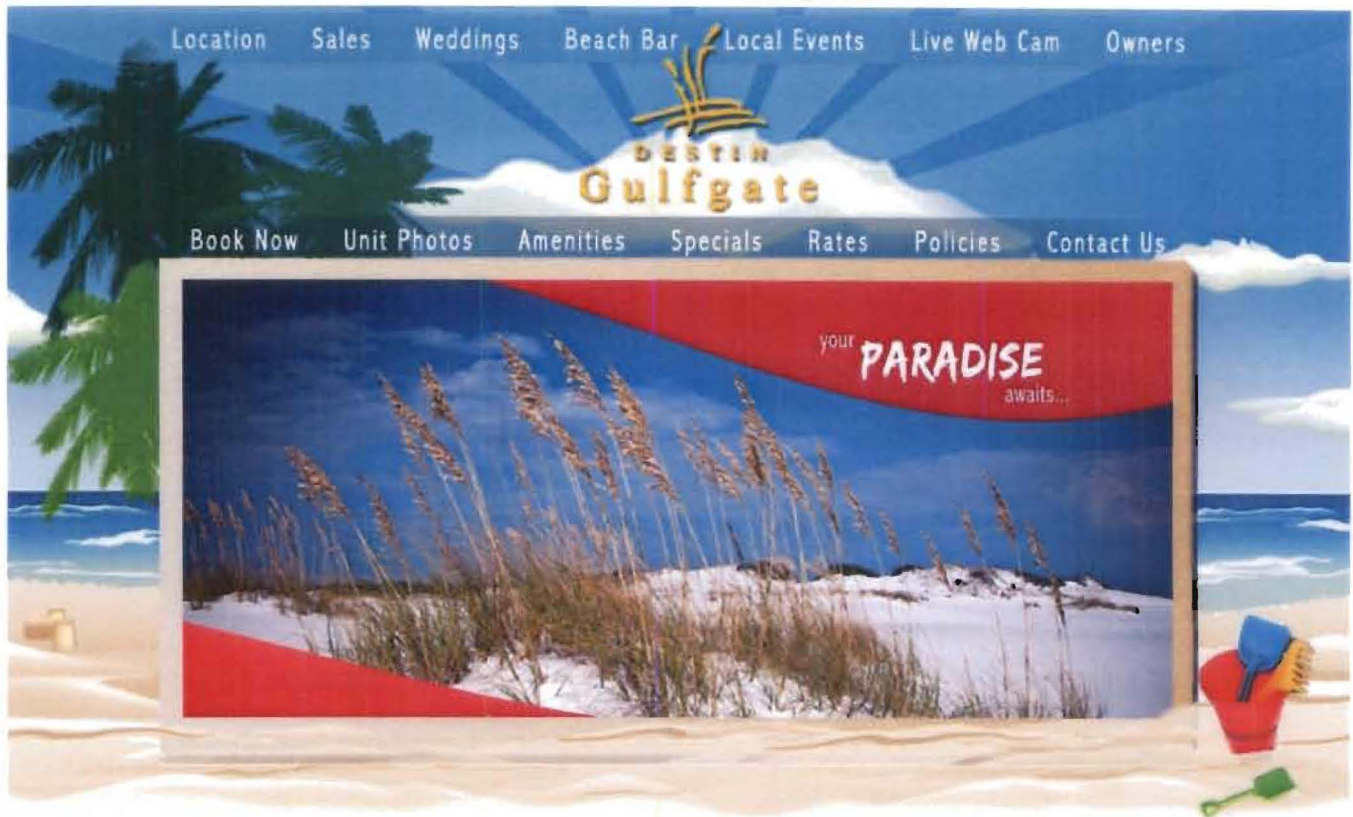 Location Sales Weddings Beach Bar Local Events Live Web Cam Owners
DESTIN
Gulfgate
Book Now Unit Photos Amenities Specials Rates Policies Contact Us
your PARADISE
awaits...